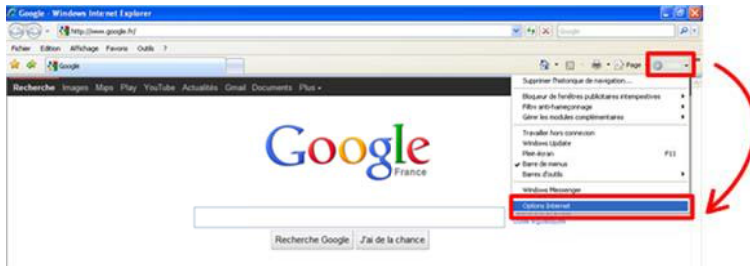 Google - Windows Internet Explorer
http://www.google.fr/
Google
Fichier Edition Affichage Favoris Outils ?
Google
Page
Recherche Images Maps Play YouTube Actualités Gmail Documents Plus
Supprimer l'historique de navigation...
Bloqueur de fenêtres publicitaires intempestives
Filtre anti-hameçonnage
Gérer les modules complémentaires
Travailler hors connexion
Windows Update
Plein écran F11
Barre de menus
Barres d'outils
Windows Messenger
Options Internet
Google
France
Recherche Google J'ai de la chance